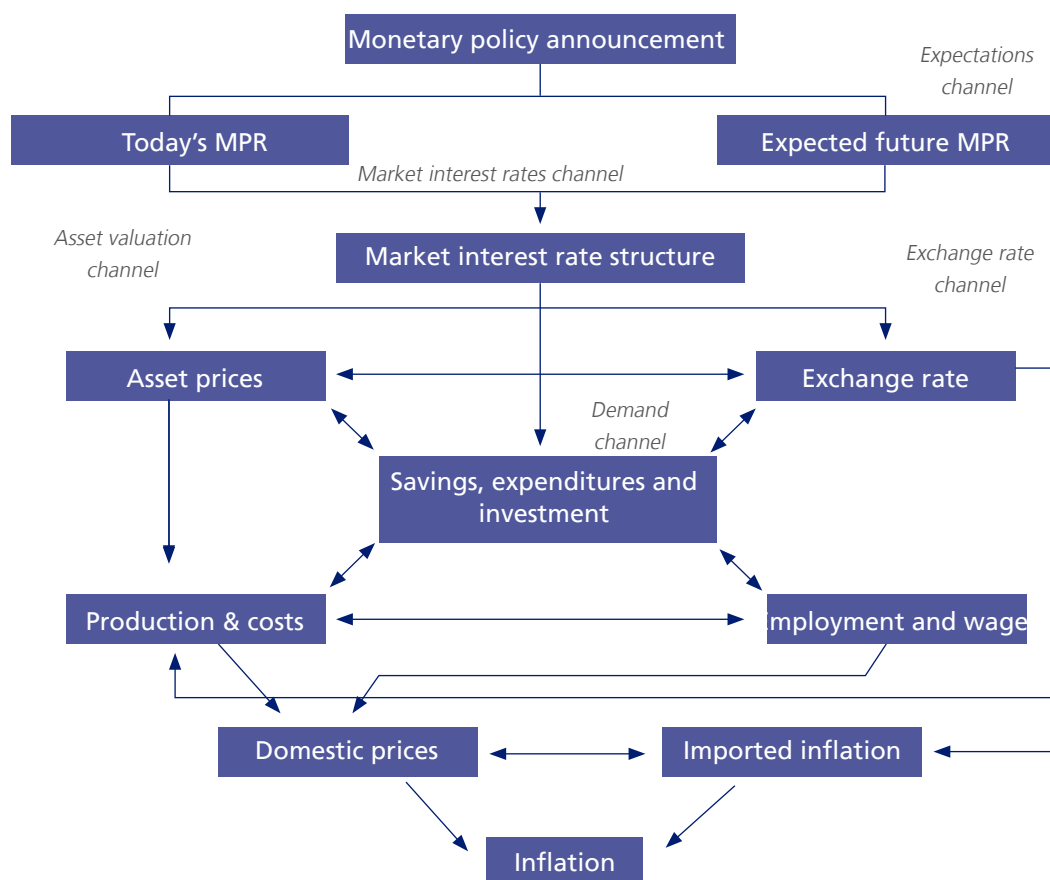 Monetary policy announcement
Expectations
channel
Today's MPR
Expected future MPR
Market interest rates channel
Asset valuation
channel
Market interest rate structure
Exchange rate
channel
Asset prices
Exchange rate
Demand
channel
Savings, expenditures and
investment
Production & costs
Employment and wage
Domestic prices
Imported inflation
Inflation